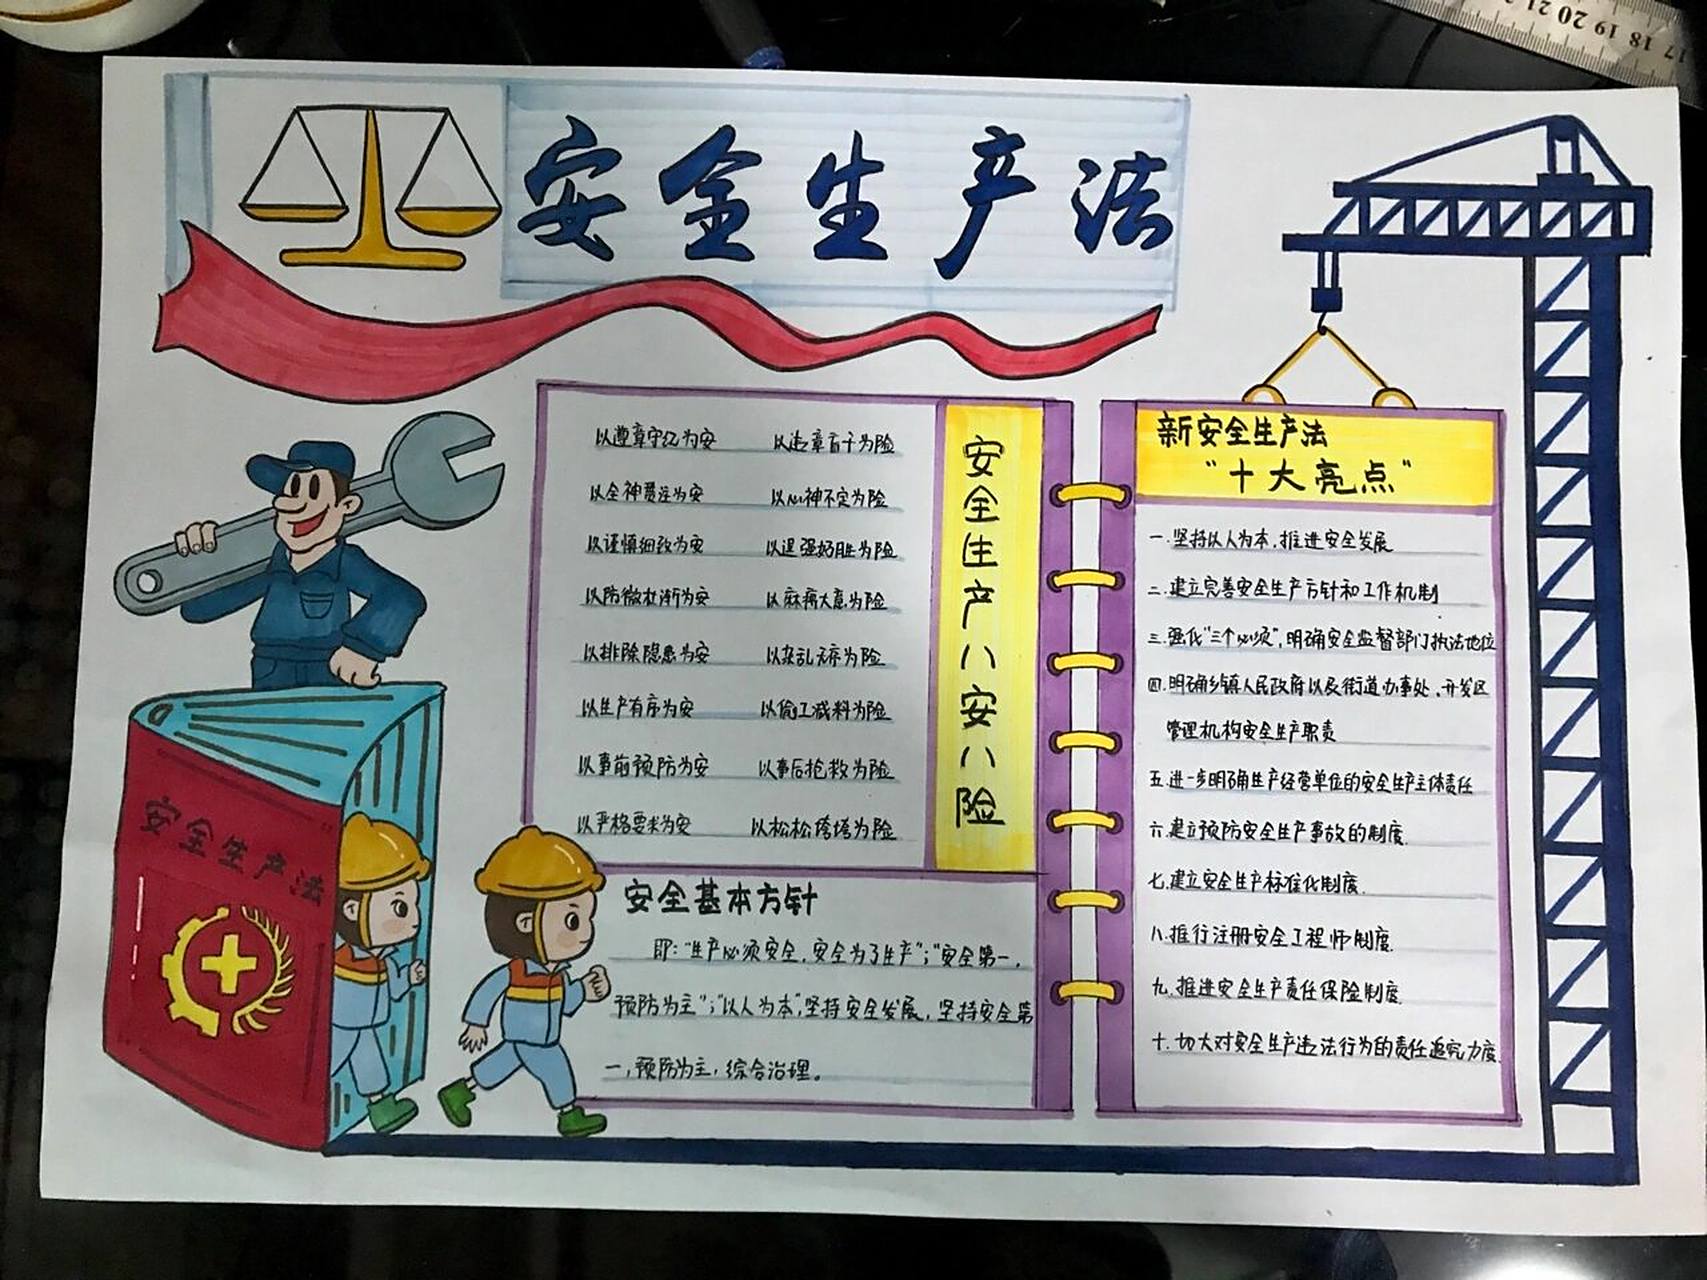 安全生产法
以遵章守纪为安 以违章盲干为险
以全神贯注为安 以心神不定为险
以谨慎细致为安 以逞强好胜为险
以防微杜渐为安 以麻痹大意为险
以排除隐患为安 以杂乱无序为险
以生产有序为安 以偷工减料为险
以事前预防为安 以事后抢救为险
以严格要求为安 以松松垮垮为险
安全生产八安八险
安全基本方针
即:"生产必须安全,安全为了生产";"安全第一,
预防为主";"以人为本",坚持安全发展,坚持安全第
一,预防为主,综合治理。
新安全生产法
"十大亮点"
一.坚持以人为本,推进安全发展
二.建立完善安全生产方针和工作机制
三.强化"三个必须",明确安全监督部门执法地位
四.明确乡镇人民政府以及街道办事处、开发区
管理机构安全生产职责
五.进一步明确生产经营单位的安全生产主体责任
六.建立预防安全生产事故的制度.
七.建立安全生产标准化制度.
八.推行注册安全工程师制度.
九.推进安全生产责任保险制度.
十.加大对安全生产违法行为的责任追究力度.
安全生产法
17 18 19 20 21